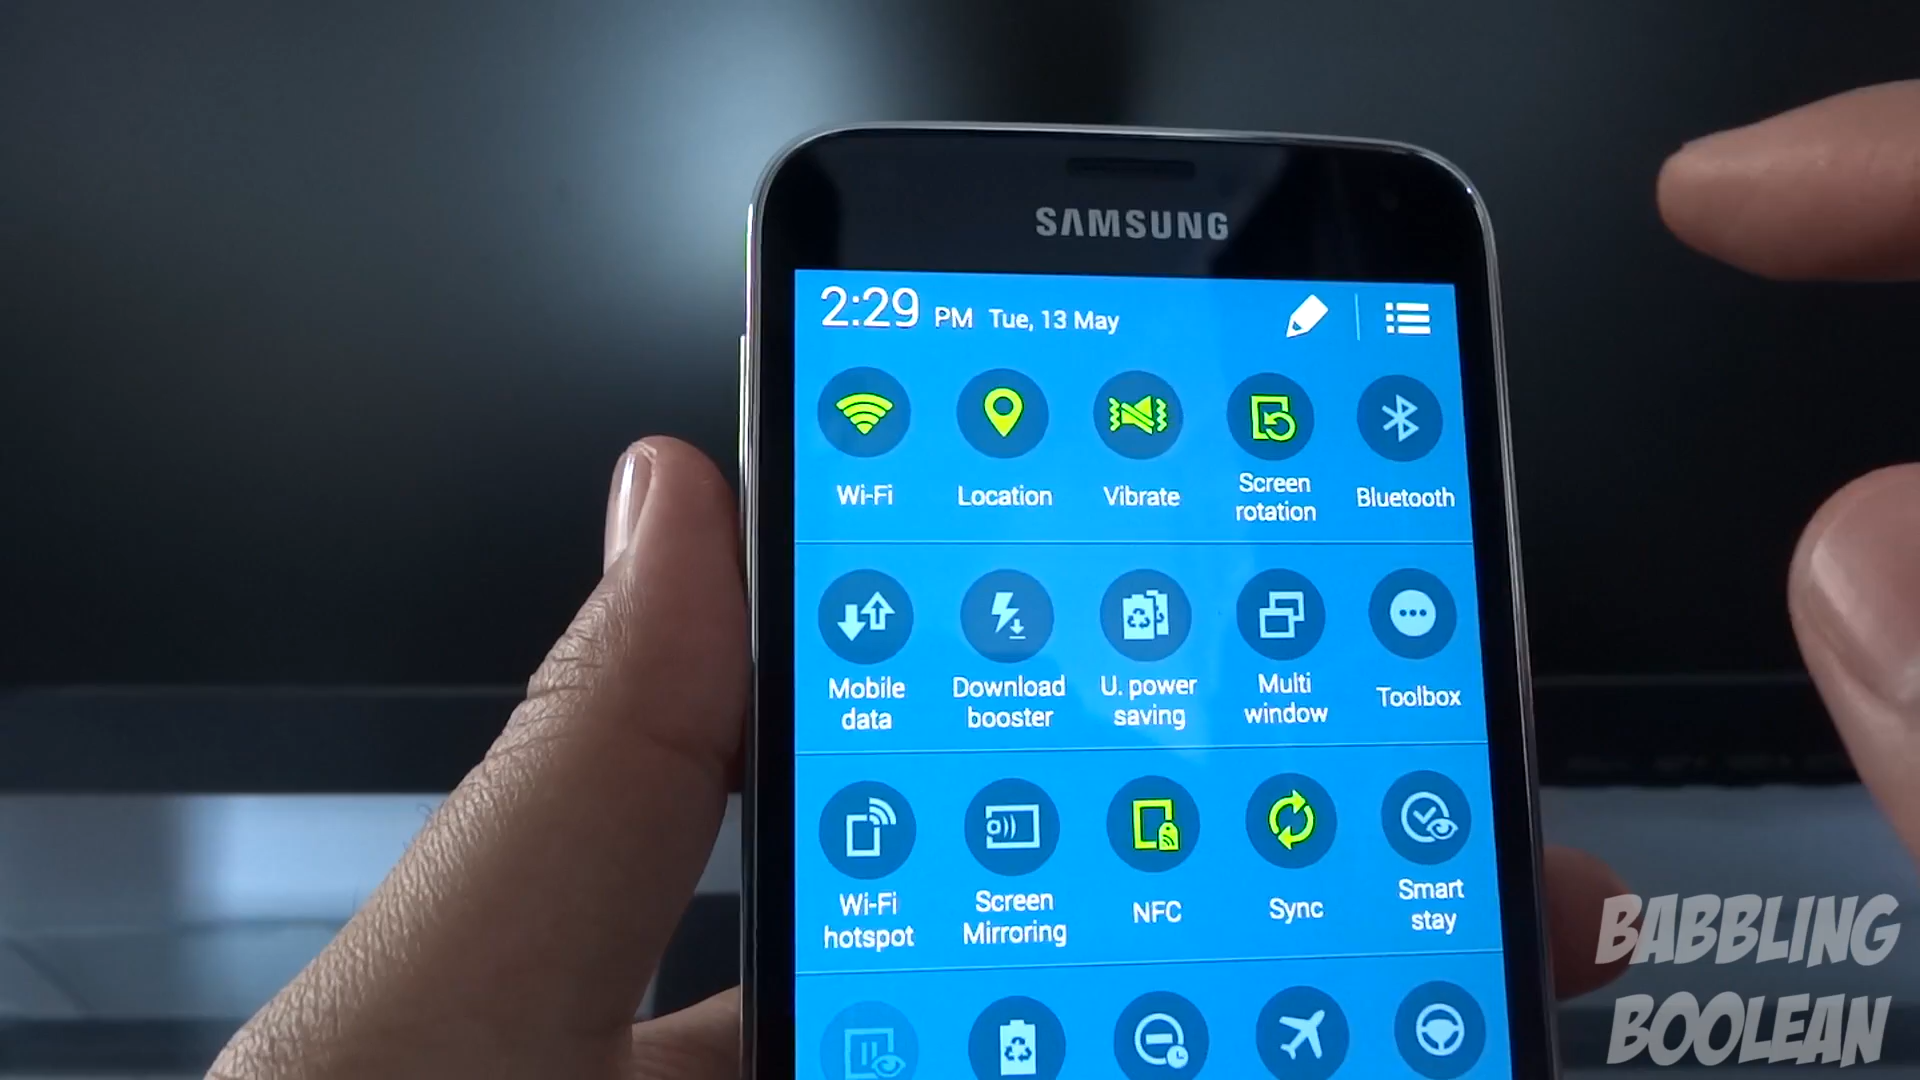 SAMSUNG
2:29 PM Tue, 13 May
Wi-Fi
Location
Vibrate
Screen
rotation
Bluetooth
Mobile
data
Download
booster
U. power
saving
Multi
window
Toolbox
Wi-Fi
hotspot
Screen
Mirroring
NFC
Sync
Smart
stay
BABBLING
BOOLEAN